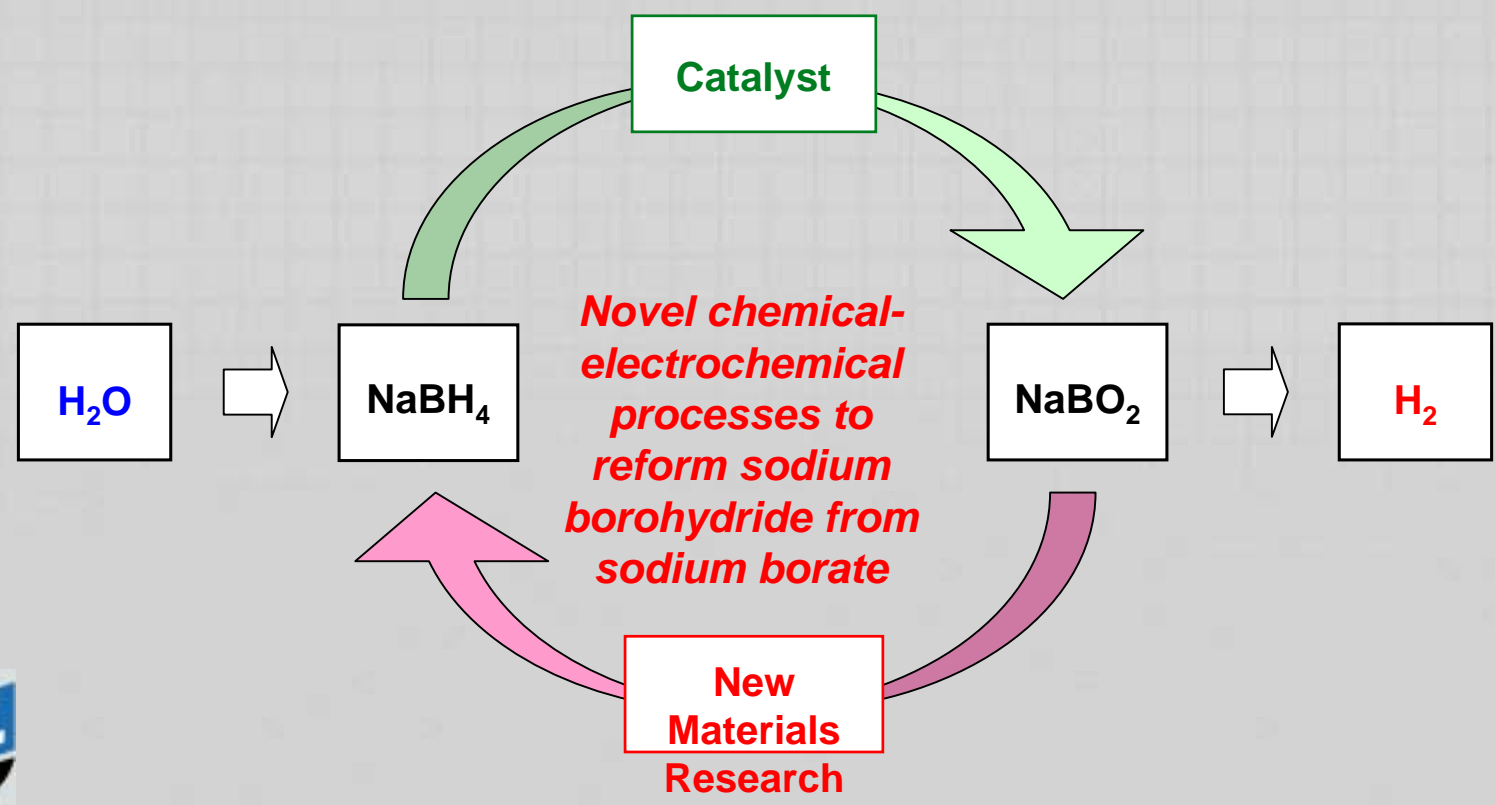 Catalyst
H₂O
NaBH₄
Novel chemical-
electrochemical
processes to
reform sodium
borohydride from
sodium borate
NaBO₂
H₂
New
Materials
Research